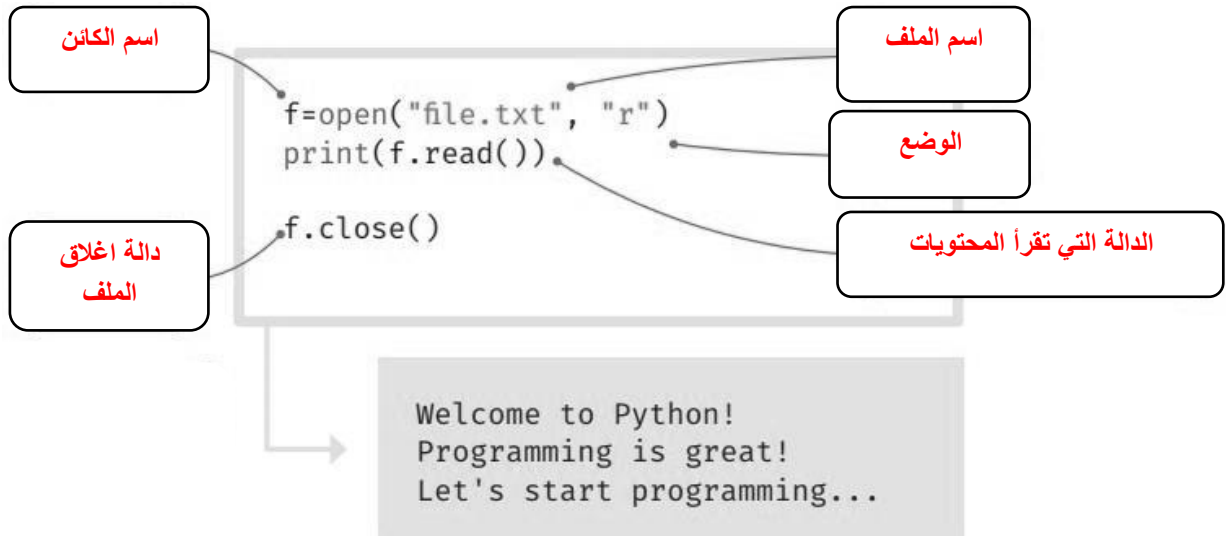 اسم الكائن
اسم الملف
f=open("file.txt", "r")
print(f.read())
الوضع
f.close()
دالة اغلاق
الملف
الدالة التي تقرأ المحتويات
Welcome to Python!
Programming is great!
Let's start programming...